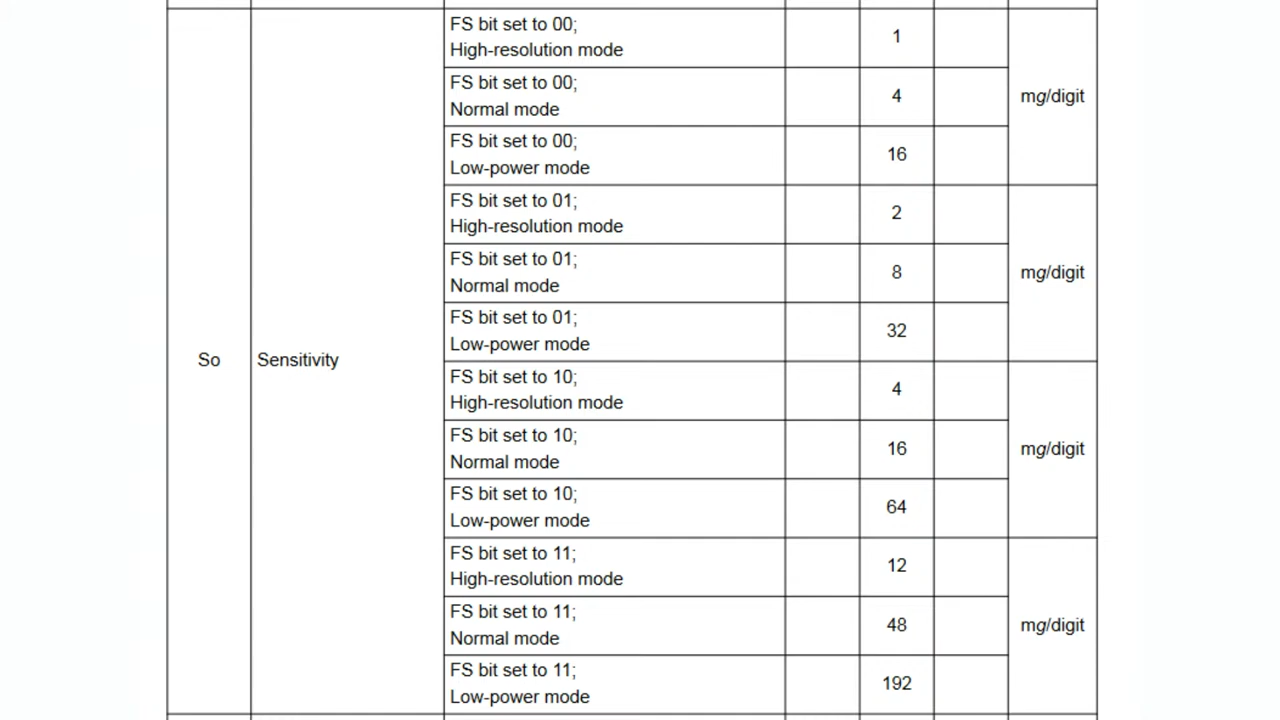 FS bit set to 00;
High-resolution mode
1
FS bit set to 00;
Normal mode
4
mg/digit
FS bit set to 00;
Low-power mode
16
FS bit set to 01;
High-resolution mode
2
FS bit set to 01;
Normal mode
8
mg/digit
FS bit set to 01;
Low-power mode
32
So
Sensitivity
FS bit set to 10;
High-resolution mode
4
FS bit set to 10;
Normal mode
16
mg/digit
FS bit set to 10;
Low-power mode
64
FS bit set to 11;
High-resolution mode
12
FS bit set to 11;
Normal mode
48
mg/digit
FS bit set to 11;
Low-power mode
192